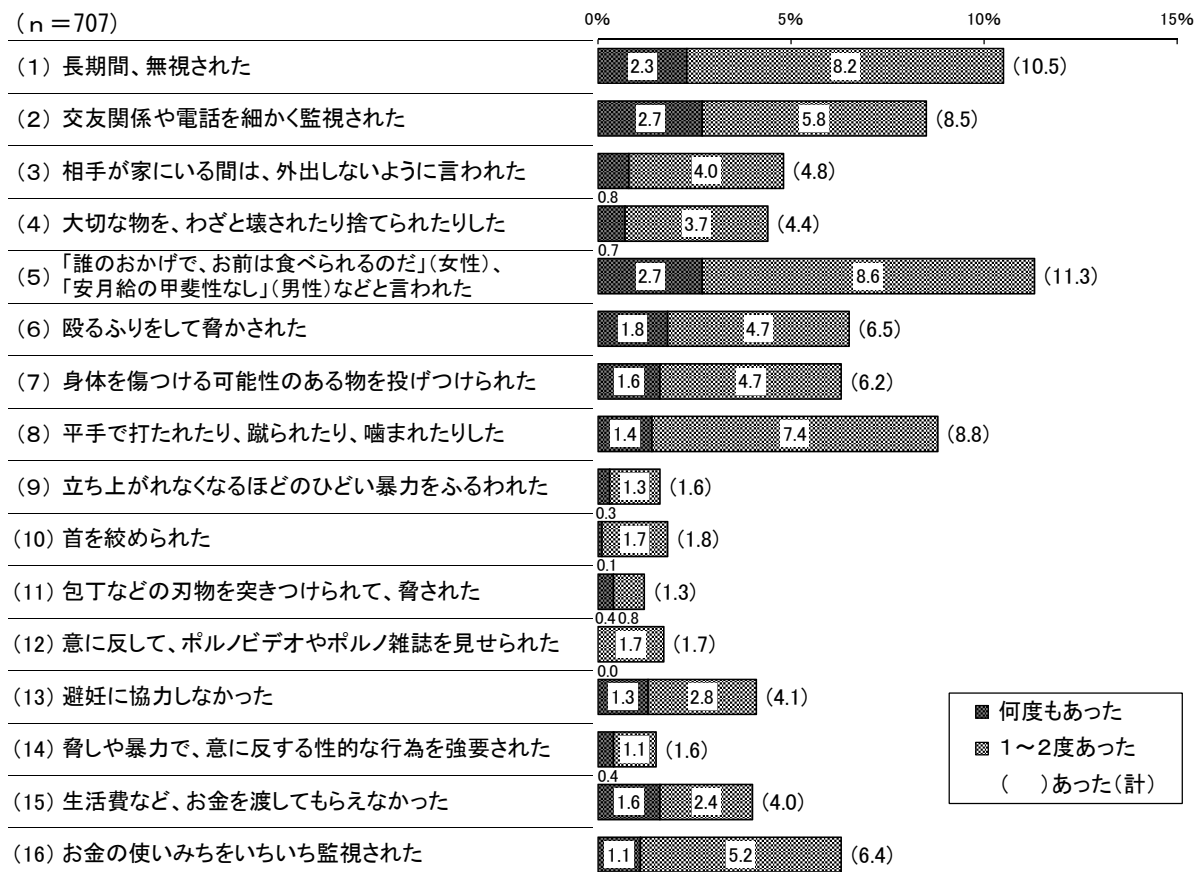 (ｎ＝707)
0% 5% 10% 15%
(1) 長期間、無視された 2.3 8.2 (10.5)
(2) 交友関係や電話を細かく監視された 2.7 5.8 (8.5)
(3) 相手が家にいる間は、外出しないように言われた 4.0 (4.8)
0.8
(4) 大切な物を、わざと壊されたり捨てられたりした 3.7 (4.4)
0.7
(5) 「誰のおかげで、お前は食べられるのだ」(女性)、
「安月給の甲斐性なし」(男性)などと言われた 2.7 8.6 (11.3)
(6) 殴るふりをして脅かされた 1.8 4.7 (6.5)
(7) 身体を傷つける可能性のある物を投げつけられた 1.6 4.7 (6.2)
(8) 平手で打たれたり、蹴られたり、噛まれたりした 1.4 7.4 (8.8)
(9) 立ち上がれなくなるほどのひどい暴力をふるわれた 1.3 (1.6)
0.3
(10) 首を絞められた 1.7 (1.8)
0.1
(11) 包丁などの刃物を突きつけられて、脅された (1.3)
0.4 0.8
(12) 意に反して、ポルノビデオやポルノ雑誌を見せられた 1.7 (1.7)
0.0
(13) 避妊に協力しなかった 1.3 2.8 (4.1)
(14) 脅しや暴力で、意に反する性的な行為を強要された 1.1 (1.6)
0.4
(15) 生活費など、お金を渡してもらえなかった 1.6 2.4 (4.0)
(16) お金の使いみちをいちいち監視された 1.1 5.2 (6.4)
何度もあった
１～２度あった
(　)あった(計)